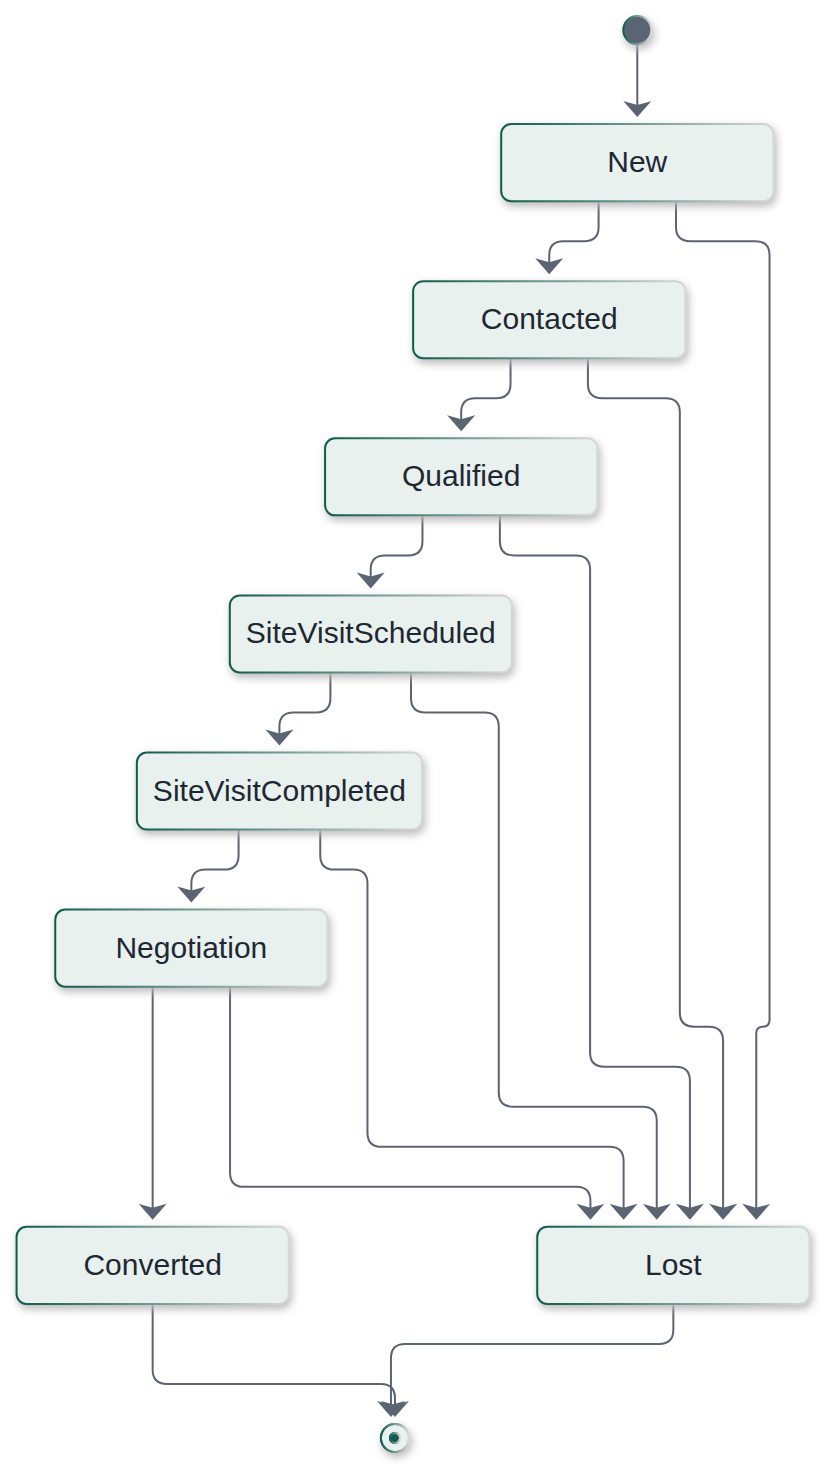 New
Contacted
Qualified
SiteVisitScheduled
SiteVisitCompleted
Negotiation
Converted
Lost